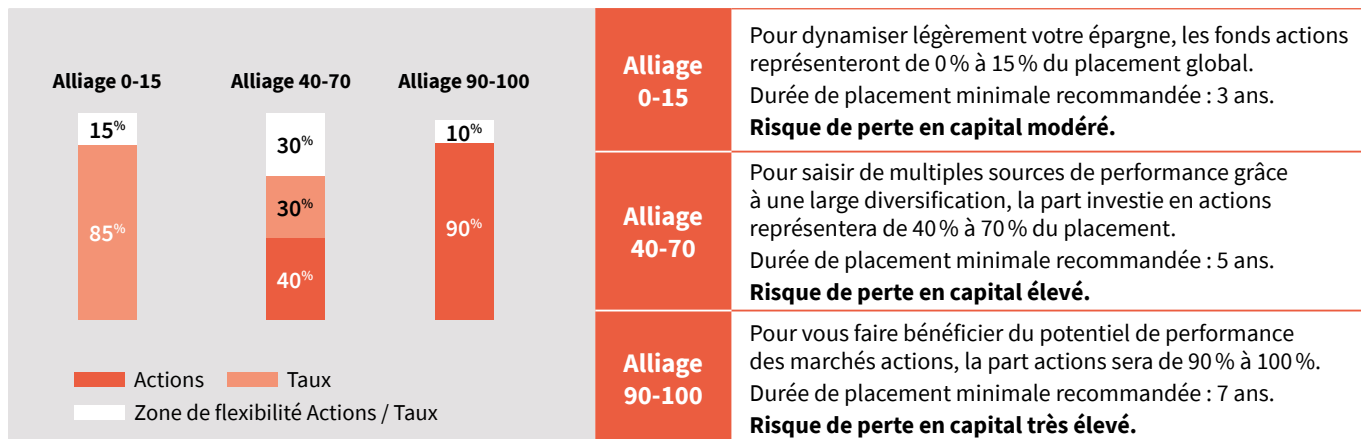 Alliage 0-15
Alliage 40-70
Alliage 90-100
15%
85%
30%
30%
40%
10%
90%
Actions
Taux
Zone de flexibilité Actions / Taux
Alliage
0-15
Pour dynamiser légèrement votre épargne, les fonds actions
représenteront de 0 % à 15 % du placement global.
Durée de placement minimale recommandée : 3 ans.
Risque de perte en capital modéré.
Alliage
40-70
Pour saisir de multiples sources de performance grâce
à une large diversification, la part investie en actions
représentera de 40 % à 70 % du placement.
Durée de placement minimale recommandée : 5 ans.
Risque de perte en capital élevé.
Alliage
90-100
Pour vous faire bénéficier du potentiel de performance
des marchés actions, la part actions sera de 90 % à 100 %.
Durée de placement minimale recommandée : 7 ans.
Risque de perte en capital très élevé.